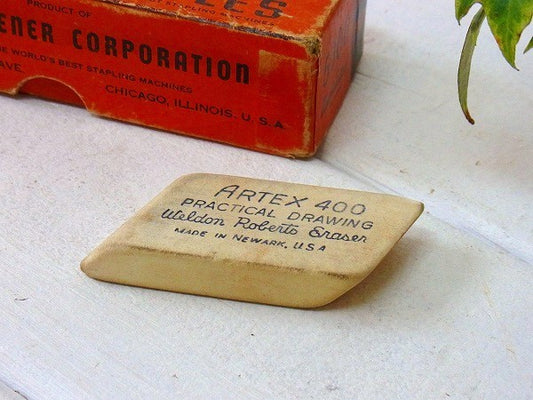 PRODUCT OF
ENER CORPORATION
WORLD'S BEST STAPLING MACHINES
AVE.
CHICAGO, ILLINOIS, U.S.A.
ARTEX 400
PRACTICAL DRAWING
Weldon Roberts Eraser
MADE IN NEWARK, U.S.A